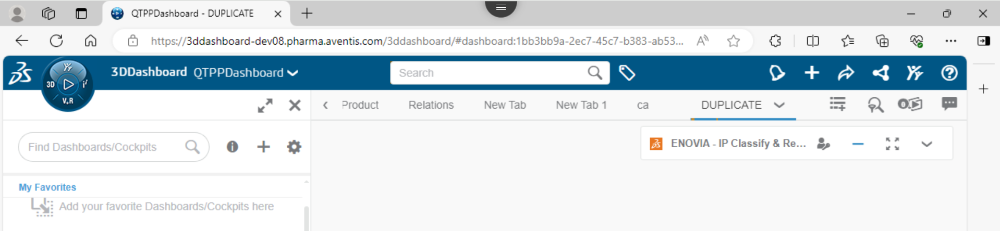 QTPPDashboard - DUPLICATE
https://3ddashboard-dev08.pharma.aventis.com/3ddashboard/#dashboard:1bb3bb9a-2ec7-45c7-b383-ab53...
3D V.R i
3DDashboard QTPPDashboard
Search
Product Relations New Tab New Tab 1 ca DUPLICATE 0
Find Dashboards/Cockpits
ENOVIA - IP Classify & Re...
My Favorites
Add your favorite Dashboards/Cockpits here